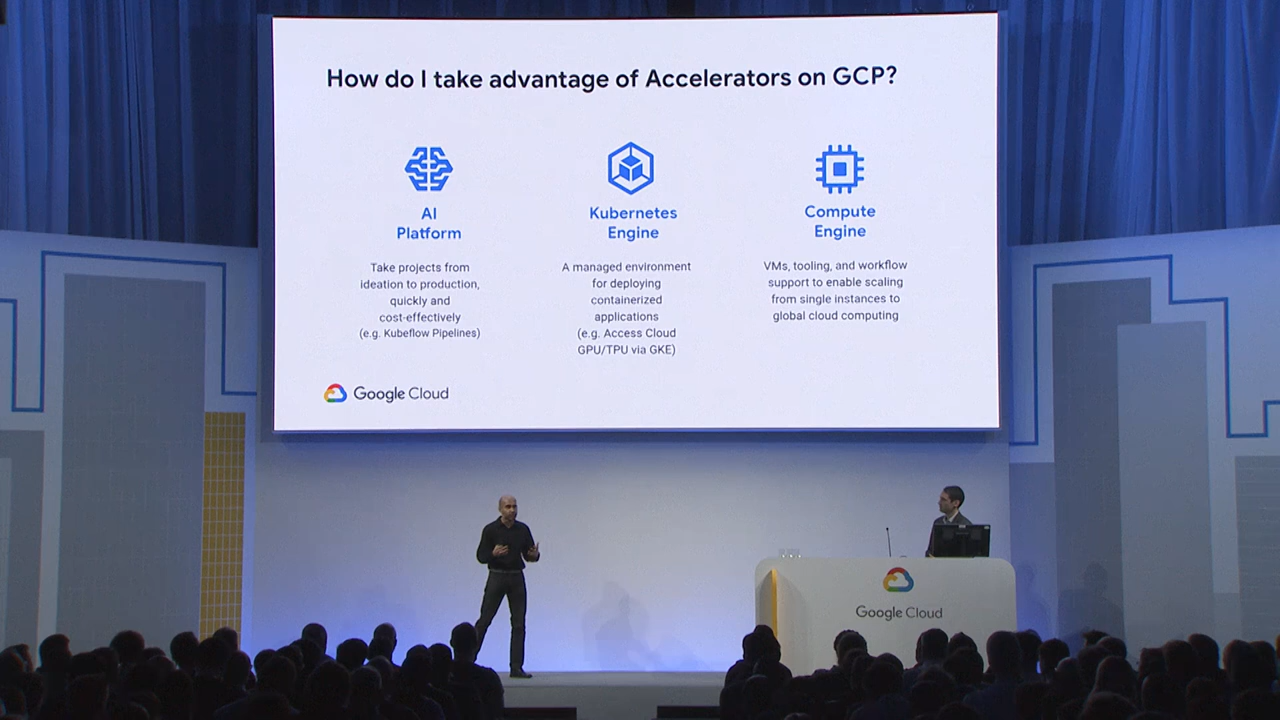 How do I take advantage of Accelerators on GCP?
AI
Platform
Take projects from
ideation to production,
quickly and
cost-effectively
(e.g. Kubeflow Pipelines)
Kubernetes
Engine
A managed environment
for deploying
containerized
applications
(e.g. Access Cloud
GPU/TPU via GKE)
Compute
Engine
VMs, tooling, and workflow
support to enable scaling
from single instances to
global cloud computing
Google Cloud
Google Cloud